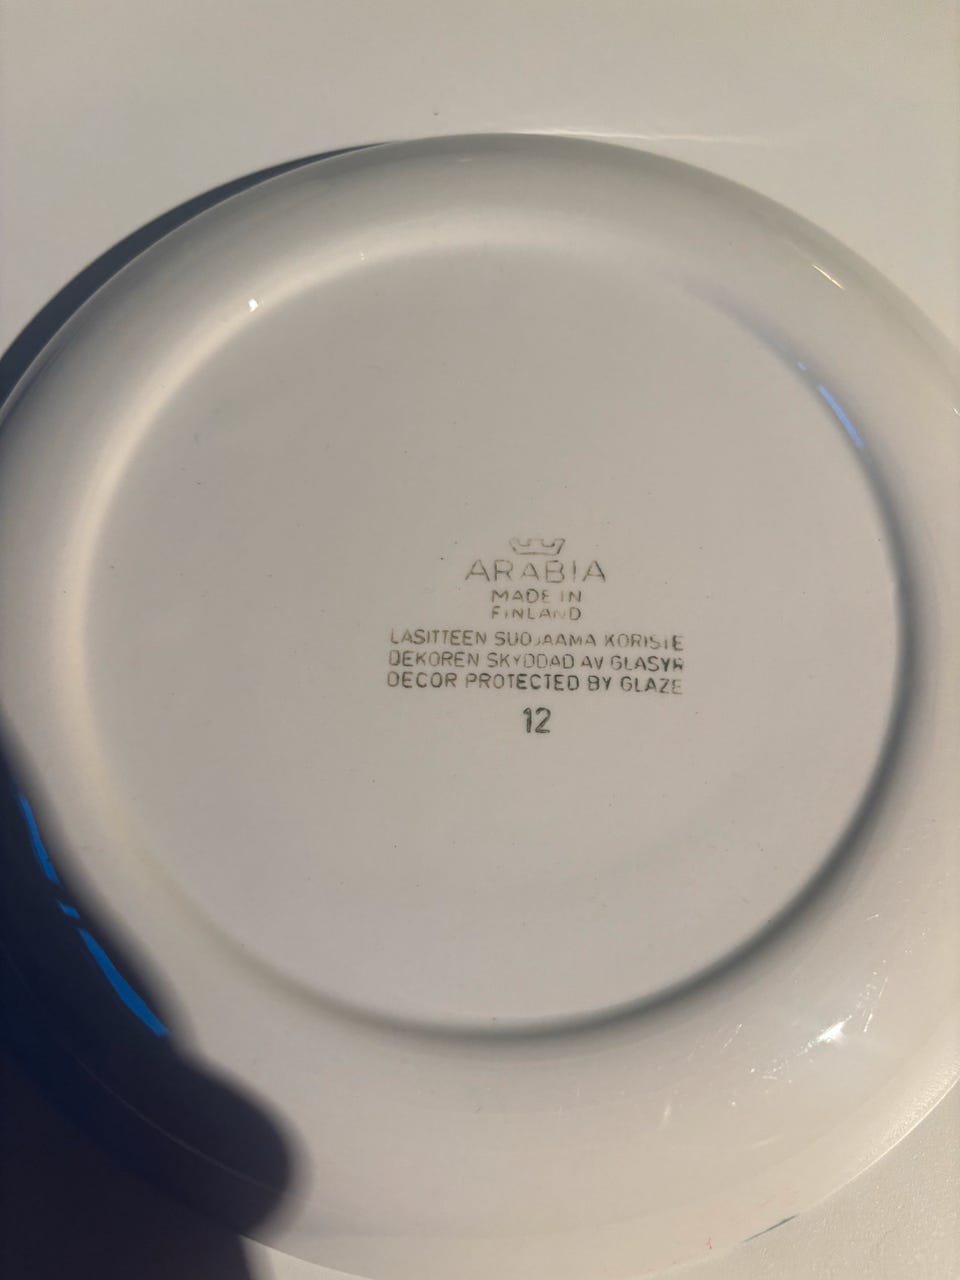 ARABIA
MADE IN
FINLAND
LASITTEEN SUOJAAMA KORISTE
DEKOREN SKYDDAD AV GLASYR
DECOR PROTECTED BY GLAZE
12